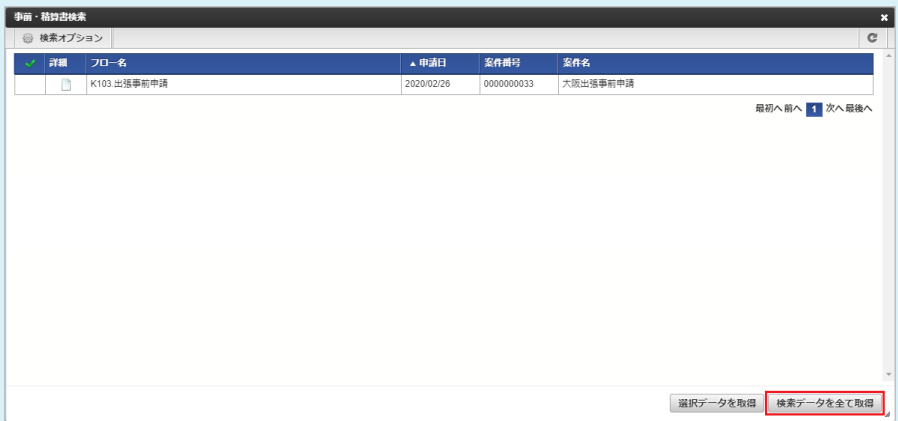 事前・精算書検索
検索オプション
詳細 フロー名 ▲ 申請日 案件番号 案件名
K103.出張事前申請 2020/02/26 0000000033 大阪出張事前申請
最初へ 前へ 1 次へ 最後へ
選択データを取得 検索データを全て取得